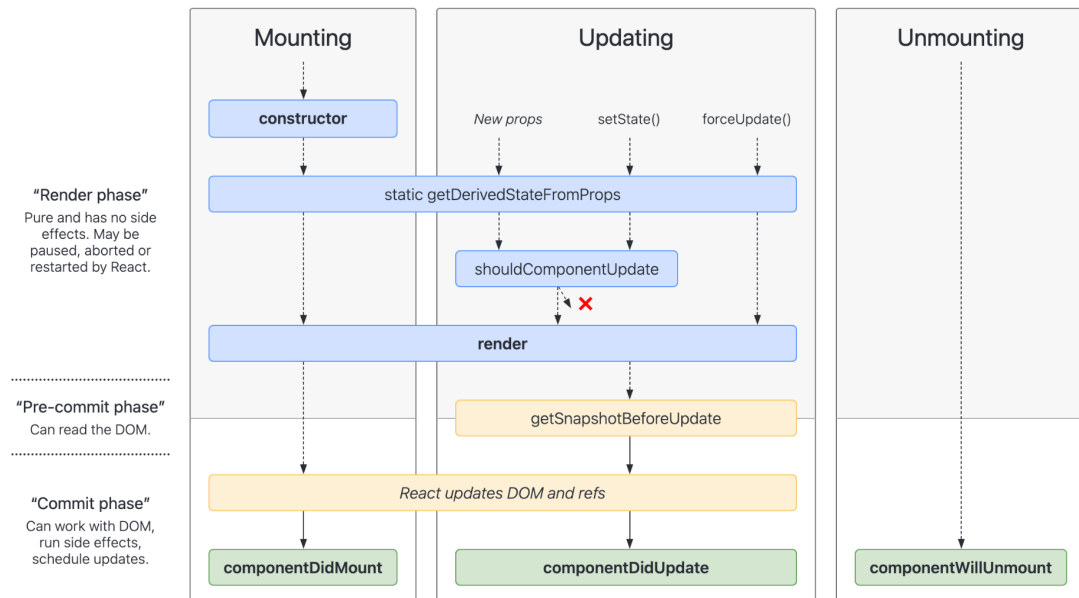 Mounting
Updating
Unmounting
constructor
New props
setState()
forceUpdate()
“Render phase”
Pure and has no side
effects. May be
paused, aborted or
restarted by React.
static getDerivedStateFromProps
shouldComponentUpdate
render
“Pre-commit phase”
Can read the DOM.
getSnapshotBeforeUpdate
“Commit phase”
Can work with DOM,
run side effects,
schedule updates.
React updates DOM and refs
componentDidMount
componentDidUpdate
componentWillUnmount